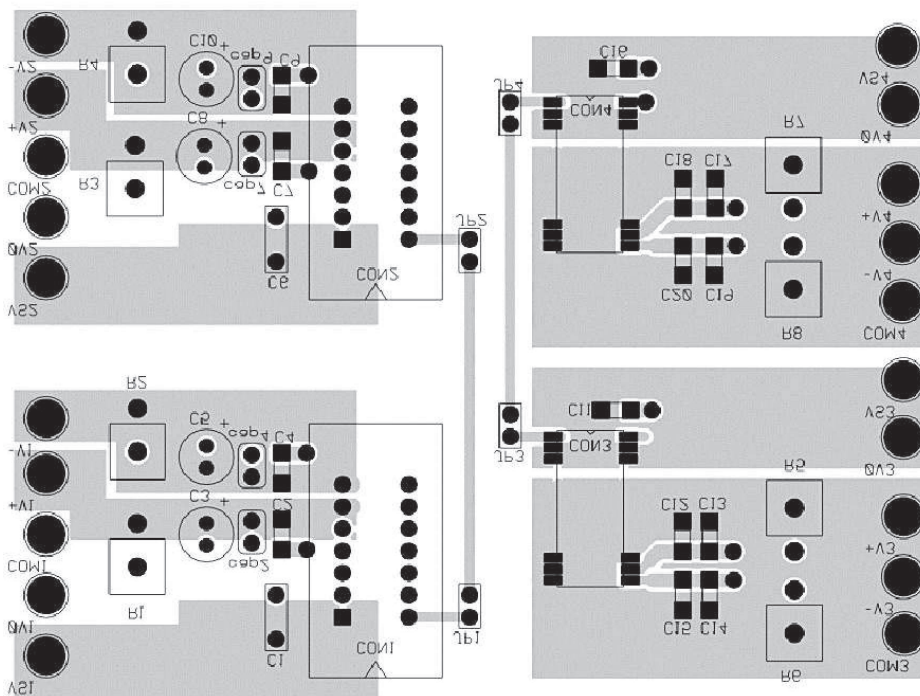 -V2
R4
C10
+
cap9
C9
+V2
C8
+
cap7
C7
COM2
R3
0V2
C6
CON2
JP2
VS2
C16
VS4
JP4
CON4
R7
0V4
C18 C17
+V4
-V4
C20 C19
R8
COM4
R2
-V1
C5
+
cap4
C4
+V1
C3
+
cap2
C2
COM1
R1
0V1
C1
CON1
JP1
VS1
C11
VS3
JP3
CON3
R5
0V3
C12 C13
+V3
-V3
C15 C14
R6
COM3